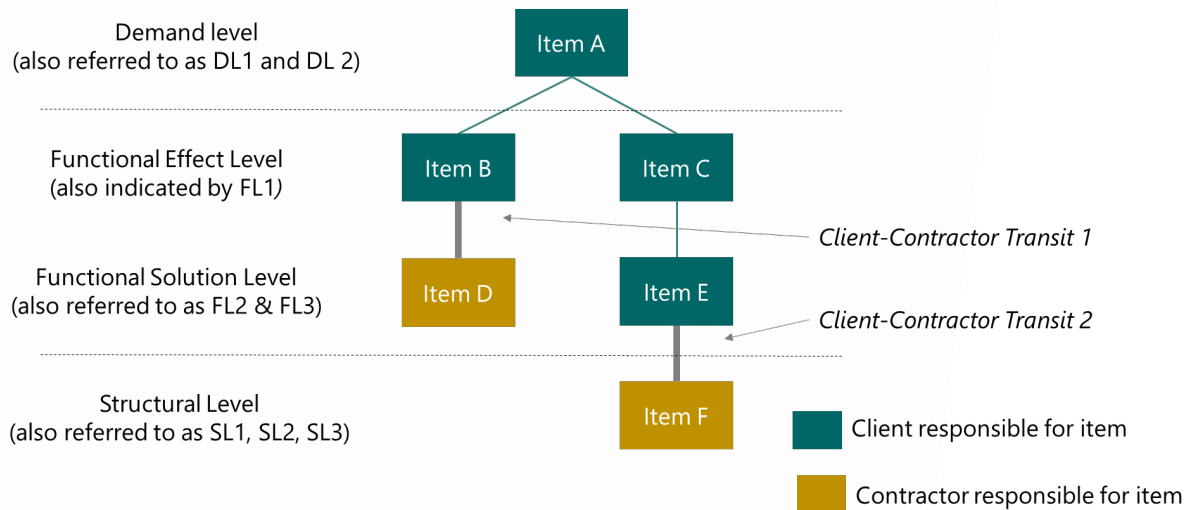 Demand level
(also referred to as DL1 and DL 2)
Item A
Functional Effect Level
(also indicated by FL1)
Item B
Item C
Client-Contractor Transit 1
Functional Solution Level
(also referred to as FL2 & FL3)
Item D
Item E
Client-Contractor Transit 2
Structural Level
(also referred to as SL1, SL2, SL3)
Item F
Client responsible for item
Contractor responsible for item